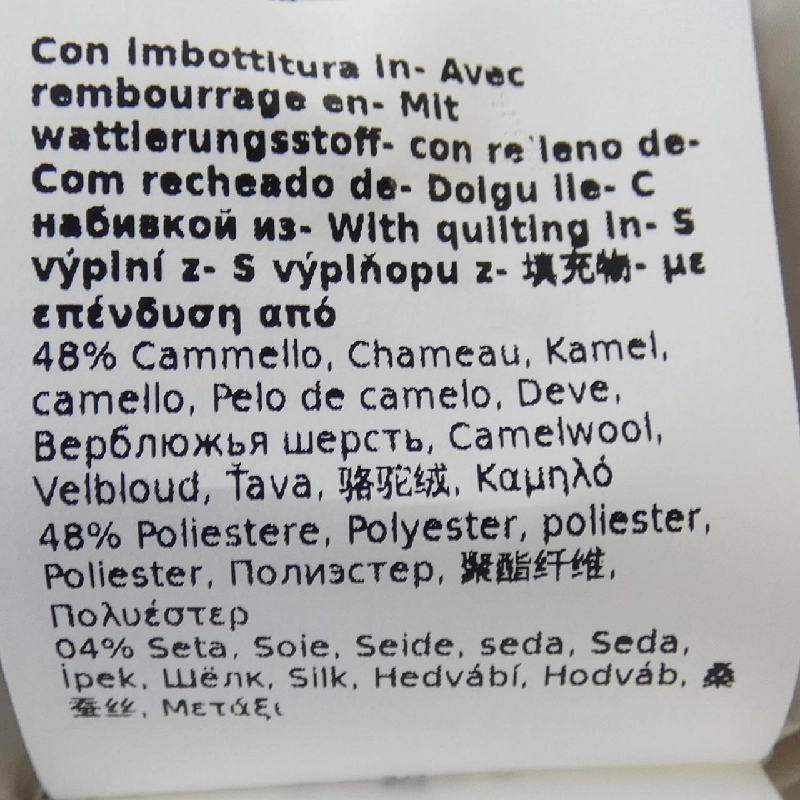 Con imbottitura in- Avec
rembourrage en- Mit
wattierungsstoff- con re leno de-
Com recheado de- Dolgu ile- C
набивкой из- With quilting in- S
výplní z- S výplňopu z- 填充物- με
επένδυση από
48% Cammello, Chameau, Kamel,
camello, Pelo de camelo, Deve,
Верблюжья шерсть, Camelwool,
Velbloud, Ťava, 骆驼绒, Καμηλό
48% Poliestere, Polyester, poliester,
Poliester, Полиэстер, 聚酯纤维,
Πολυέστερ
04% Seta, Soie, Seide, seda, Seda,
İpek, Шёлк, Silk, Hedvábí, Hodváb, 桑
蚕丝, Μετάξι